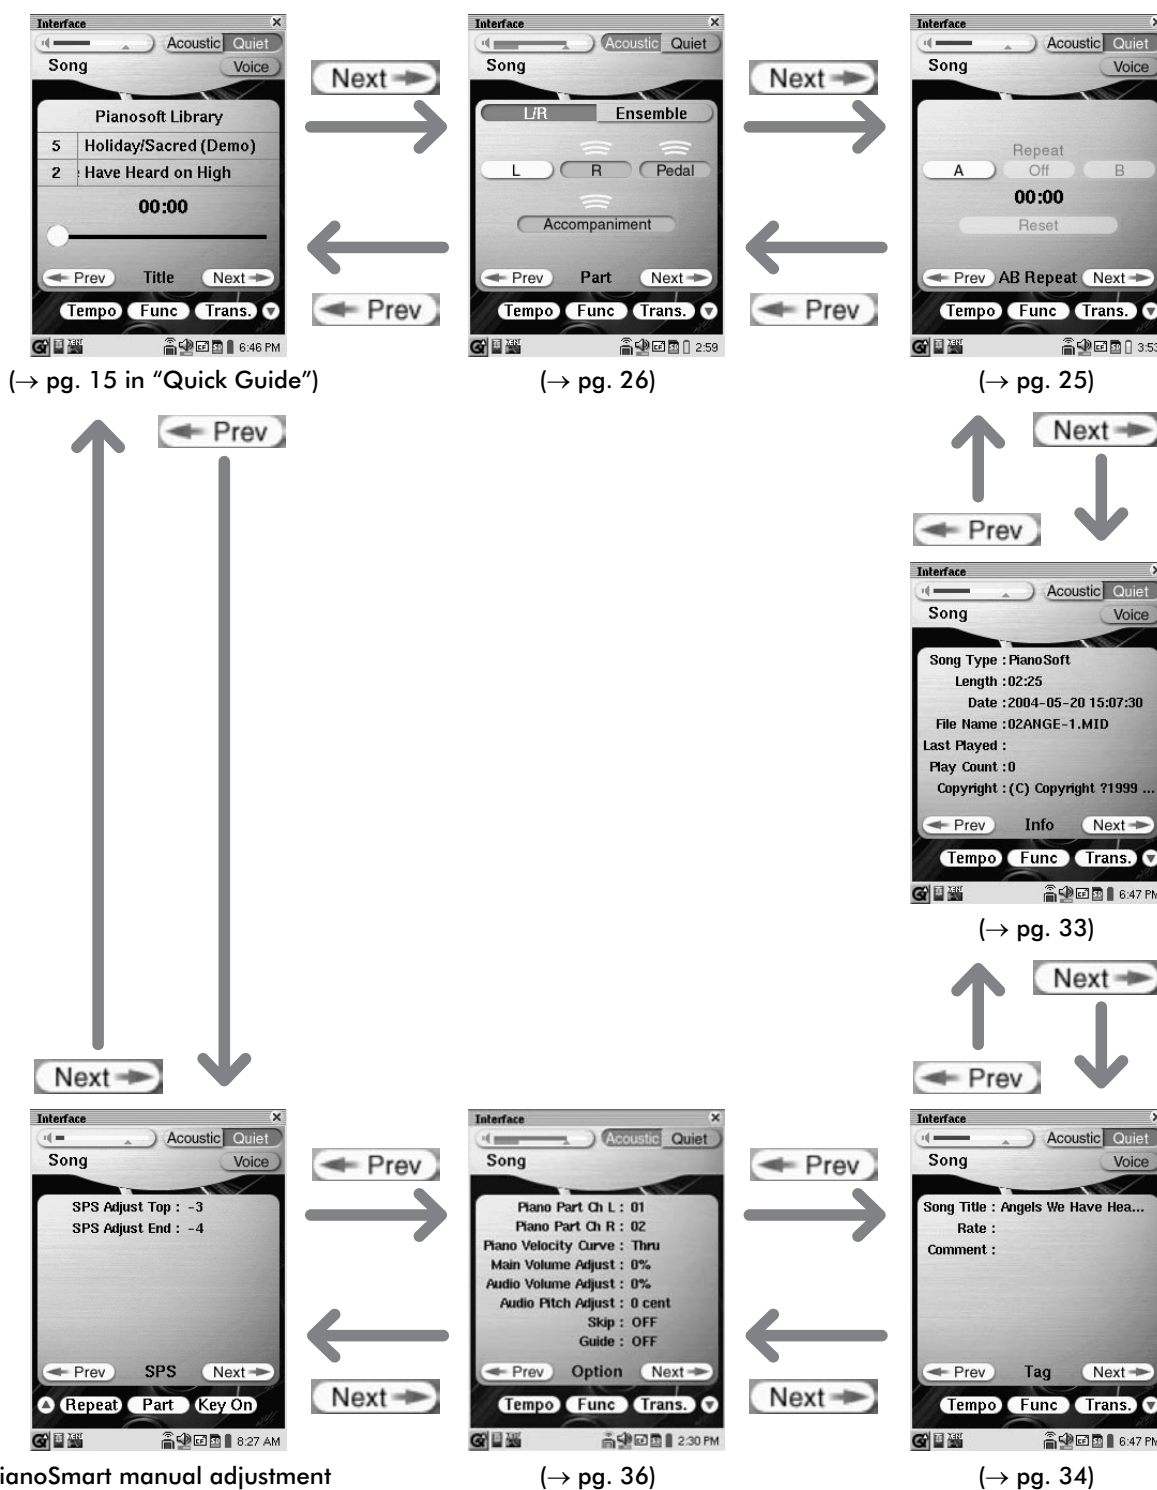 Interface
Acoustic Quiet
Song
Voice
Pianosoft Library
5 Holiday/Sacred (Demo)
2 Have Heard on High
00:00
Prev Title Next
Tempo Func Trans.
6:46 PM
(→ pg. 15 in “Quick Guide”)
Next
Prev
Interface
Acoustic Quiet
Song
L/R Ensemble
L R Pedal
Accompaniment
Prev Part Next
Tempo Func Trans.
2:59
(→ pg. 26)
Next
Prev
Interface
Acoustic Quiet
Song
Voice
Repeat
A Off B
00:00
Reset
Prev AB Repeat Next
Tempo Func Trans.
3:53
(→ pg. 25)
Prev
Next
Prev
Interface
Acoustic Quiet
Song
Voice
Song Type : PianoSoft
Length : 02:25
Date : 2004-05-20 15:07:30
File Name : 02ANGE-1.MID
Last Played :
Play Count : 0
Copyright : (C) Copyright ?1999 ...
Prev Info Next
Tempo Func Trans.
6:47 PM
(→ pg. 33)
Next
Next
Prev
Interface
Acoustic Quiet
Song
Voice
SPS Adjust Top : -3
SPS Adjust End : -4
Prev SPS Next
Repeat Part Key On
8:27 AM
ianoSmart manual adjustment
Prev
Next
Interface
Acoustic Quiet
Song
Piano Part Ch L : 01
Piano Part Ch R : 02
Piano Velocity Curve : Thru
Main Volume Adjust : 0%
Audio Volume Adjust : 0%
Audio Pitch Adjust : 0 cent
Skip : OFF
Guide : OFF
Prev Option Next
Tempo Func Trans.
2:30 PM
(→ pg. 36)
Prev
Next
Interface
Acoustic Quiet
Song
Voice
Song Title : Angels We Have Hea...
Rate :
Comment :
Prev Tag Next
Tempo Func Trans.
6:47 PM
(→ pg. 34)